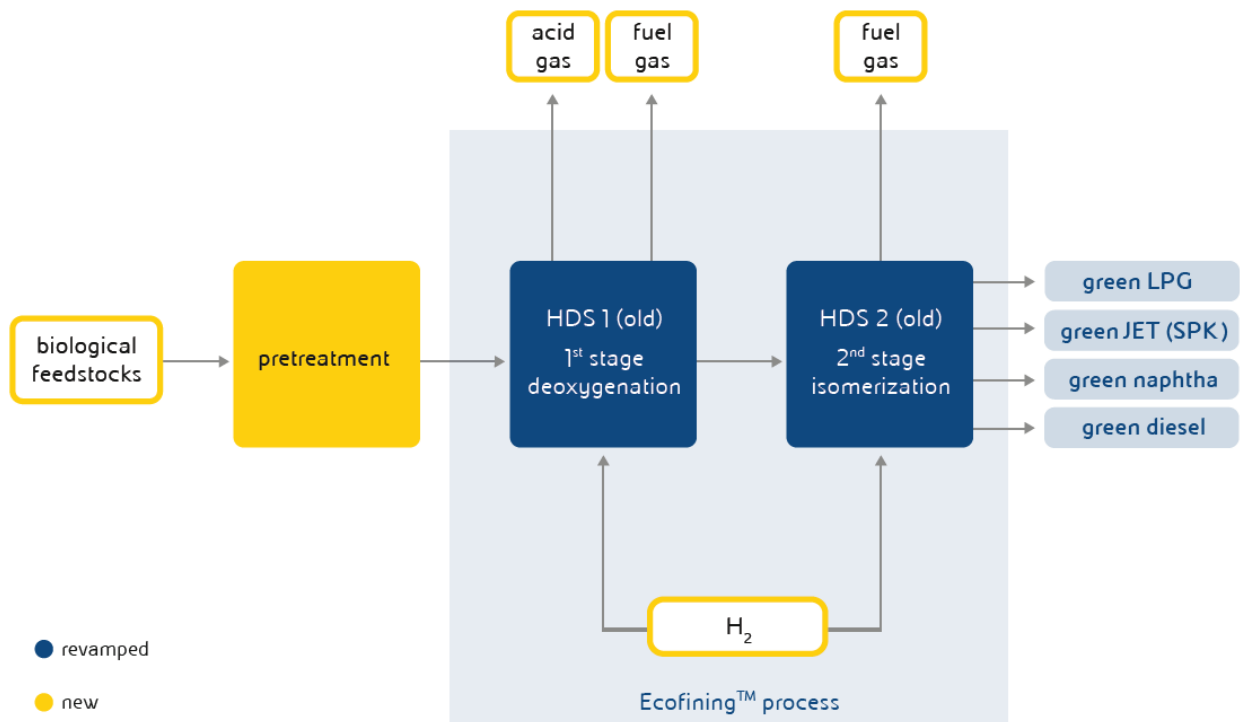 acid
gas
fuel
gas
fuel
gas
biological
feedstocks
pretreatment
HDS 1 (old)
1st stage
deoxygenation
HDS 2 (old)
2nd stage
isomerization
green LPG
green JET (SPK)
green naphtha
green diesel
H2
revamped
new
Ecofining™ process